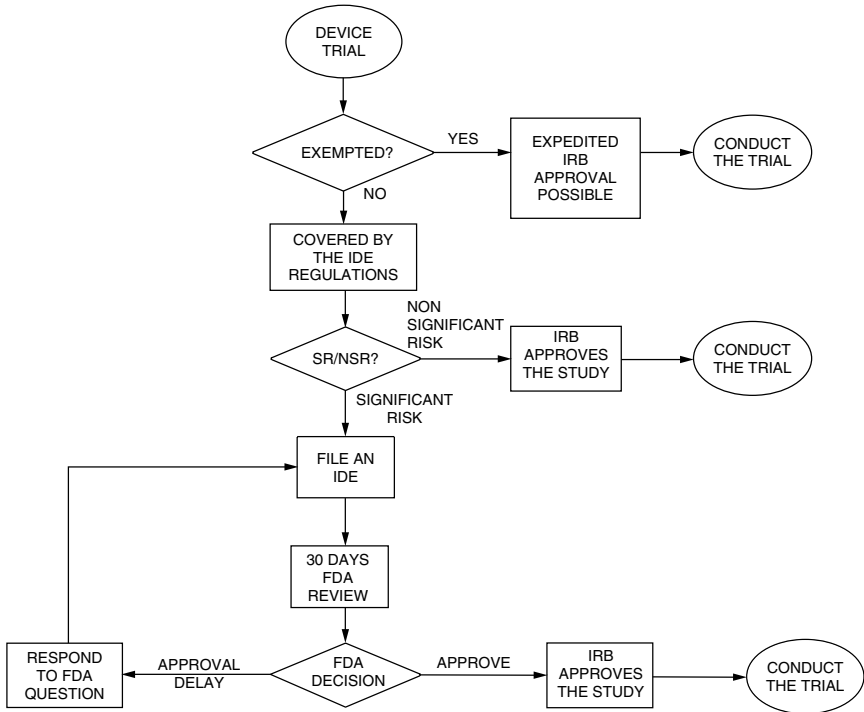 DEVICE
TRIAL
EXEMPTED?
YES
EXPEDITED
IRB
APPROVAL
POSSIBLE
CONDUCT
THE TRIAL
NO
COVERED BY
THE IDE
REGULATIONS
NON
SIGNIFICANT
RISK
SR/NSR?
IRB
APPROVES
THE STUDY
CONDUCT
THE TRIAL
SIGNIFICANT
RISK
FILE AN
IDE
30 DAYS
FDA
REVIEW
FDA
DECISION
APPROVAL
DELAY
RESPOND
TO FDA
QUESTION
APPROVE
IRB
APPROVES
THE STUDY
CONDUCT
THE TRIAL